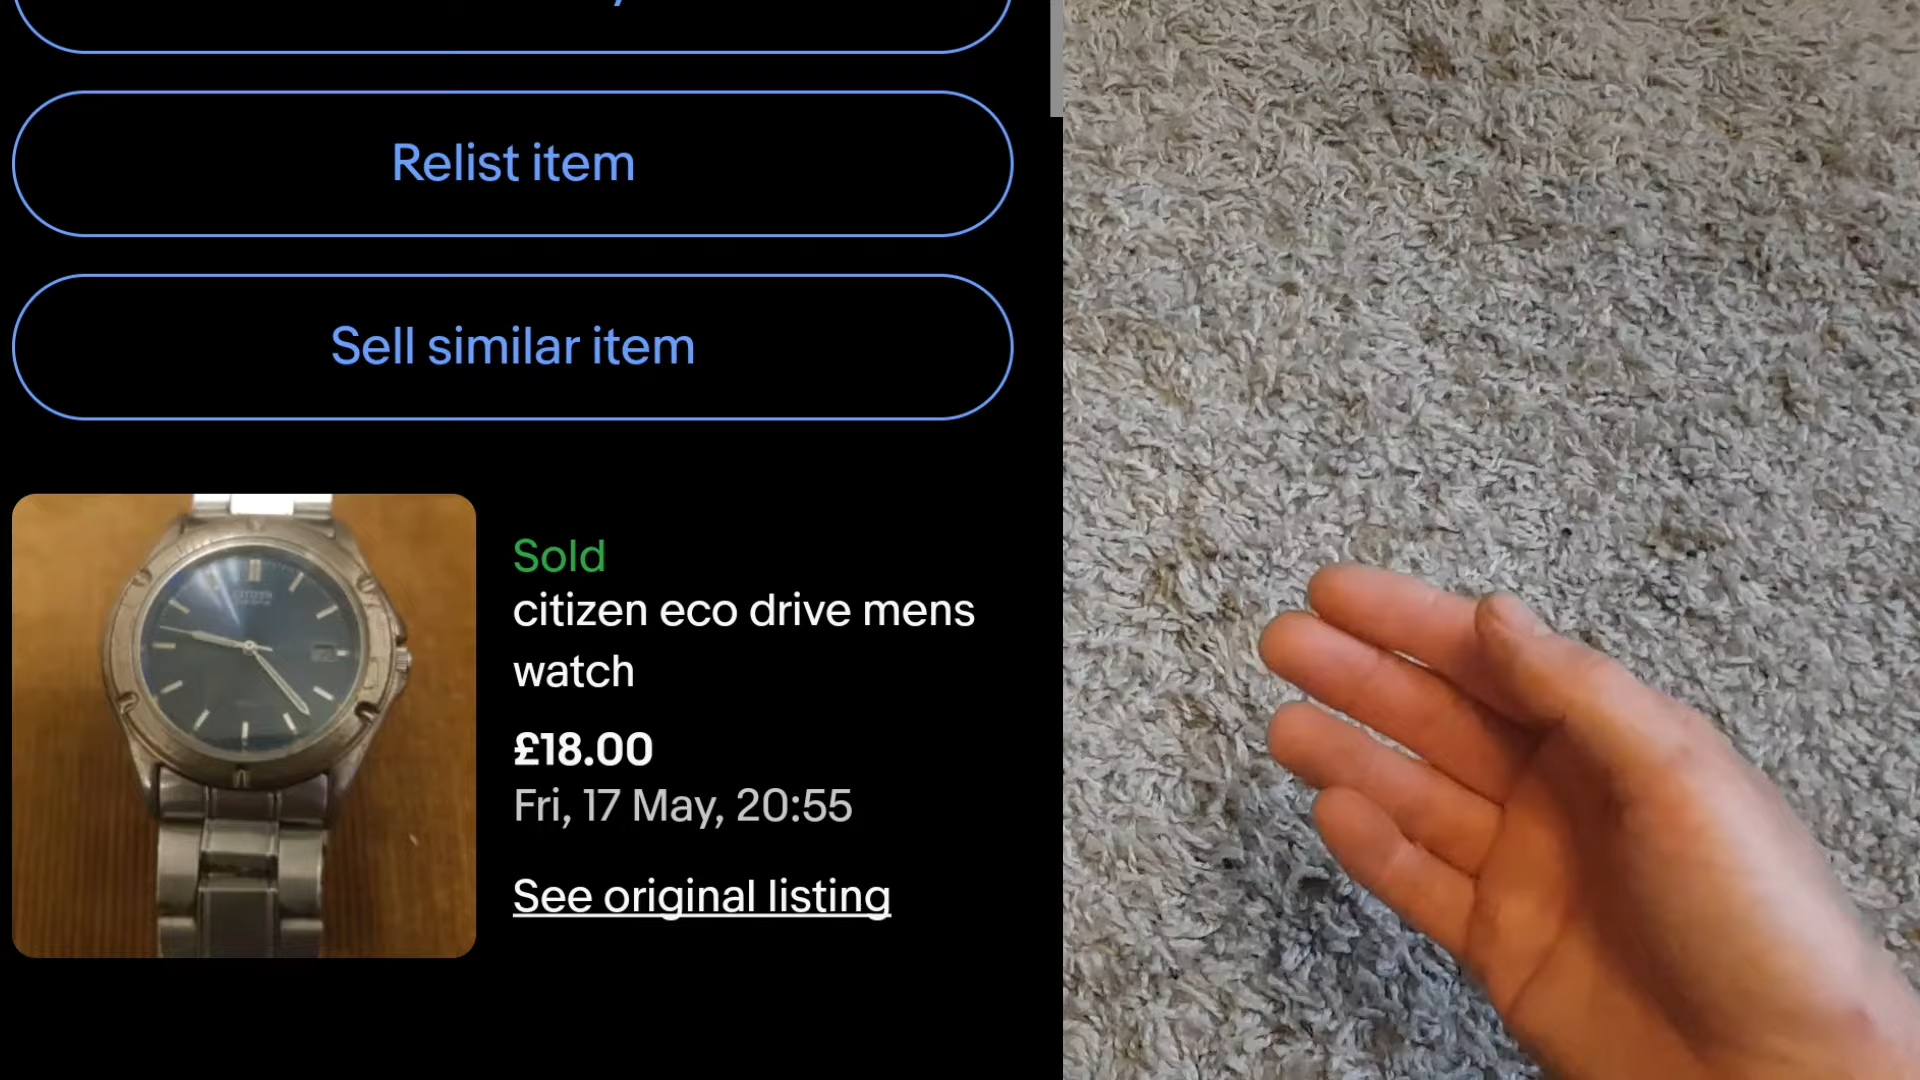 Relist item
Sell similar item
Sold
citizen eco drive mens
watch
£18.00
Fri, 17 May, 20:55
See original listing
CITIZEN